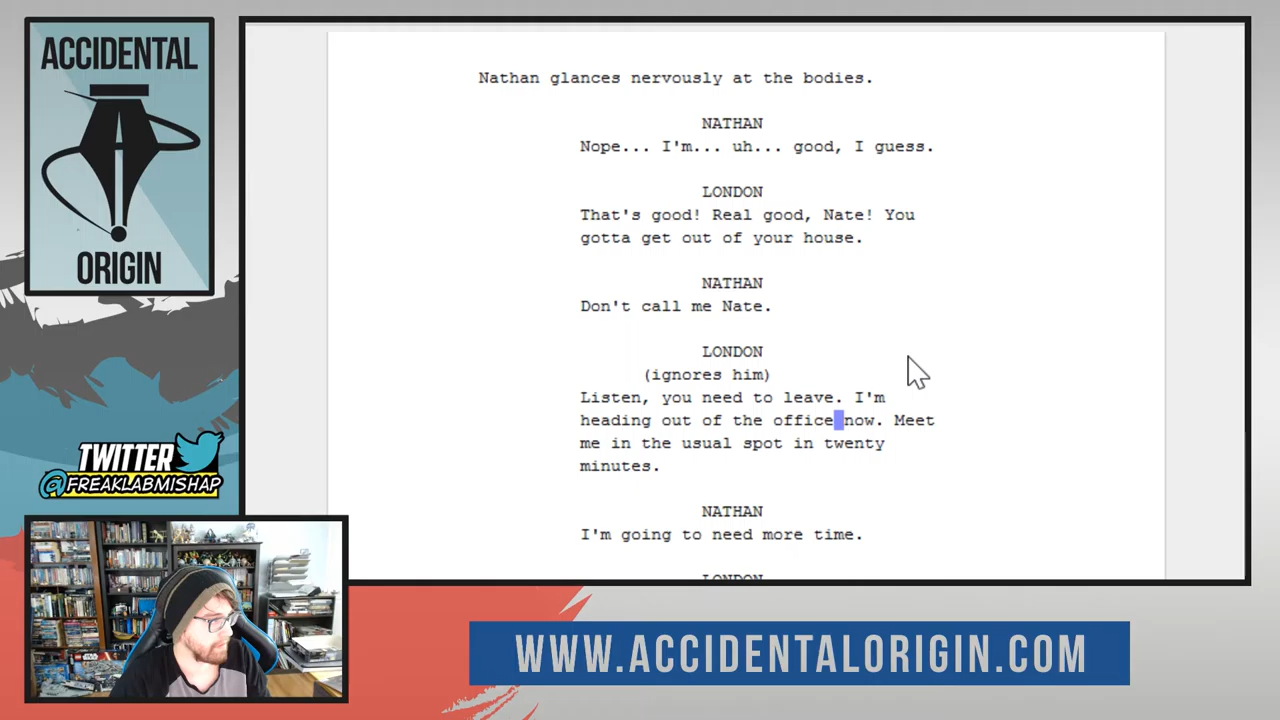 ACCIDENTAL
ORIGIN
Nathan glances nervously at the bodies.
NATHAN
Nope... I'm... uh... good, I guess.
LONDON
That's good! Real good, Nate! You
gotta get out of your house.
NATHAN
Don't call me Nate.
LONDON
(ignores him)
Listen, you need to leave. I'm
heading out of the office now. Meet
me in the usual spot in twenty
minutes.
NATHAN
I'm going to need more time.
LONDON
TWITTER
@FREAKLABMISHAP
WWW.ACCIDENTALORIGIN.COM